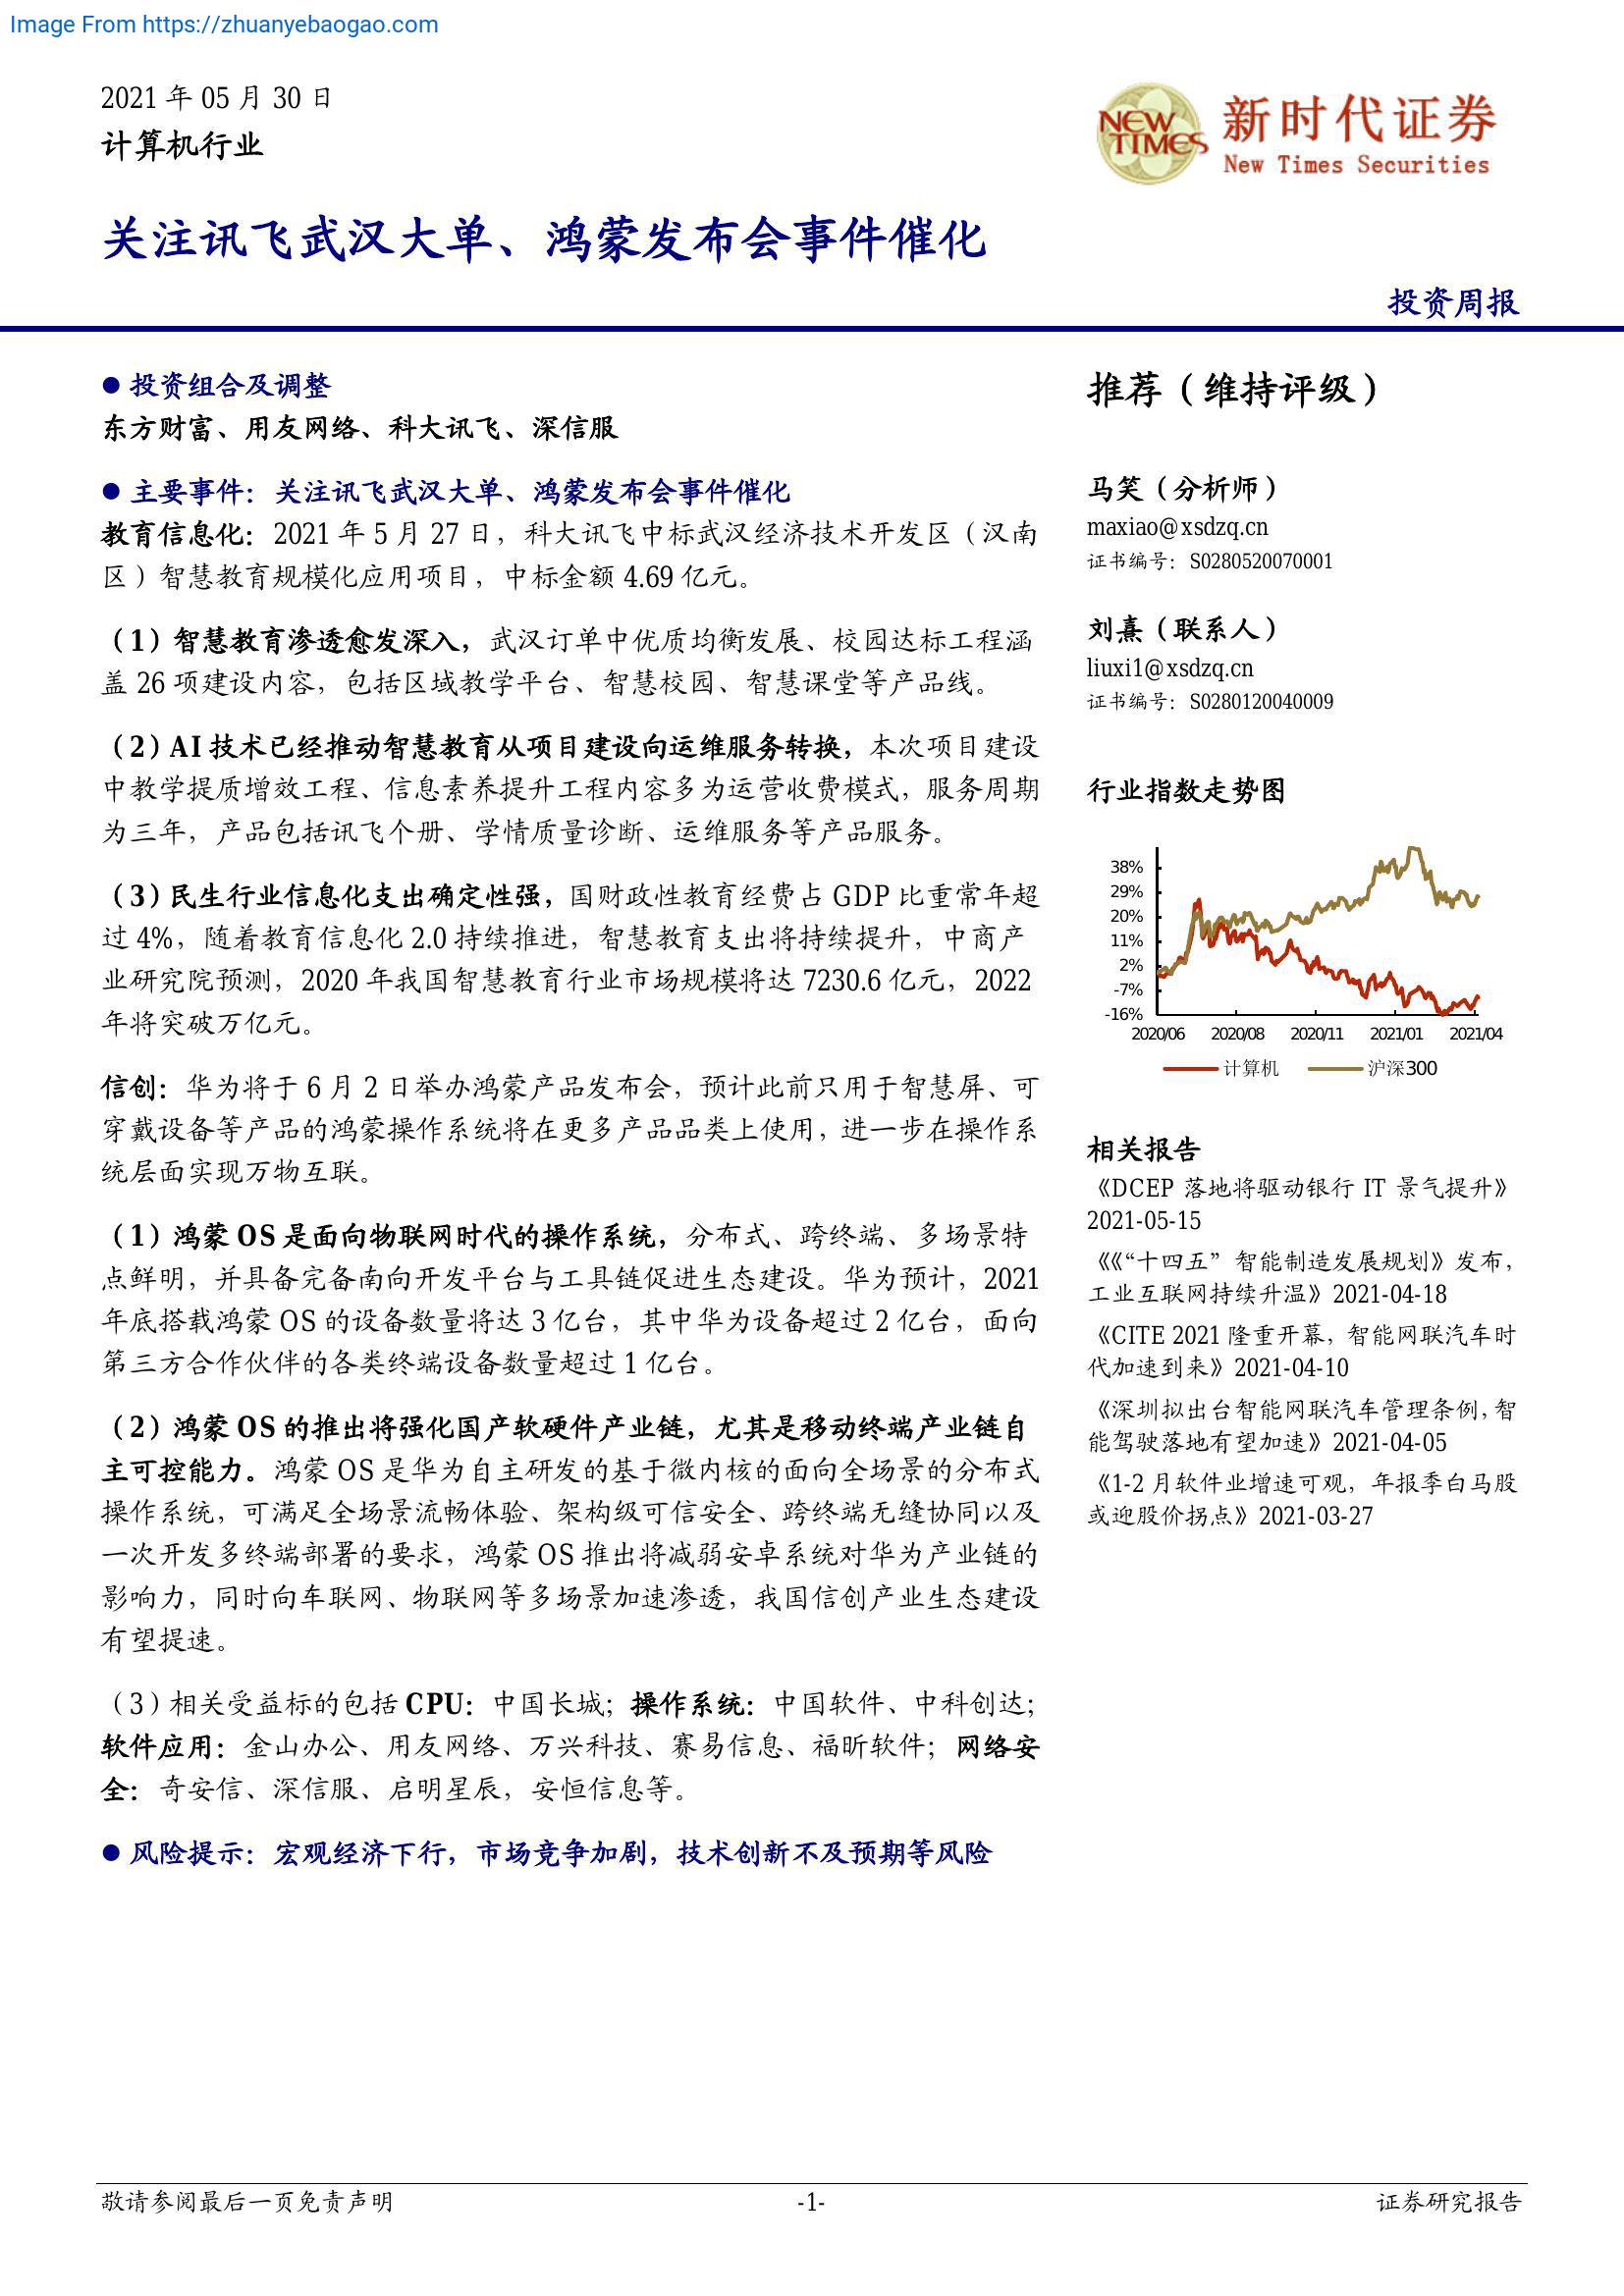 Image From https://zhuanyebaogao.com
2021 年 05 月 30 日
计算机行业
NEW TIMES
新时代证券
New Times Securities
关注讯飞武汉大单、鸿蒙发布会事件催化
投资周报
● 投资组合及调整
东方财富、用友网络、科大讯飞、深信服
● 主要事件：关注讯飞武汉大单、鸿蒙发布会事件催化
教育信息化：2021 年 5 月 27 日，科大讯飞中标武汉经济技术开发区（汉南
区）智慧教育规模化应用项目，中标金额 4.69 亿元。
（1）智慧教育渗透愈发深入，武汉订单中优质均衡发展、校园达标工程涵
盖 26 项建设内容，包括区域教学平台、智慧校园、智慧课堂等产品线。
（2）AI 技术已经推动智慧教育从项目建设向运维服务转换，本次项目建设
中教学提质增效工程、信息素养提升工程内容多为运营收费模式，服务周期
为三年，产品包括讯飞个册、学情质量诊断、运维服务等产品服务。
（3）民生行业信息化支出确定性强，国财政性教育经费占 GDP 比重常年超
过 4%，随着教育信息化 2.0 持续推进，智慧教育支出将持续提升，中商产
业研究院预测，2020 年我国智慧教育行业市场规模将达 7230.6 亿元，2022
年将突破万亿元。
信创：华为将于 6 月 2 日举办鸿蒙产品发布会，预计此前只用于智慧屏、可
穿戴设备等产品的鸿蒙操作系统将在更多产品品类上使用，进一步在操作系
统层面实现万物互联。
（1）鸿蒙 OS 是面向物联网时代的操作系统，分布式、跨终端、多场景特
点鲜明，并具备完备南向开发平台与工具链促进生态建设。华为预计，2021
年底搭载鸿蒙 OS 的设备数量将达 3 亿台，其中华为设备超过 2 亿台，面向
第三方合作伙伴的各类终端设备数量超过 1 亿台。
（2）鸿蒙 OS 的推出将强化国产软硬件产业链，尤其是移动终端产业链自
主可控能力。鸿蒙 OS 是华为自主研发的基于微内核的面向全场景的分布式
操作系统，可满足全场景流畅体验、架构级可信安全、跨终端无缝协同以及
一次开发多终端部署的要求，鸿蒙 OS 推出将减弱安卓系统对华为产业链的
影响力，同时向车联网、物联网等多场景加速渗透，我国信创产业生态建设
有望提速。
（3）相关受益标的包括 CPU：中国长城；操作系统：中国软件、中科创达；
软件应用：金山办公、用友网络、万兴科技、赛易信息、福昕软件；网络安
全：奇安信、深信服、启明星辰，安恒信息等。
● 风险提示：宏观经济下行，市场竞争加剧，技术创新不及预期等风险
推荐（维持评级）
马笑（分析师）
maxiao@xsdzq.cn
证书编号：S0280520070001
刘熹（联系人）
liuxi1@xsdzq.cn
证书编号：S0280120040009
行业指数走势图
38%
29%
20%
11%
2%
-7%
-16%
2020/06 2020/08 2020/11 2021/01 2021/04
计算机 沪深300
相关报告
《DCEP 落地将驱动银行 IT 景气提升》
2021-05-15
《《“十四五” 智能制造发展规划》发布，
工业互联网持续升温》2021-04-18
《CITE 2021 隆重开幕，智能网联汽车时
代加速到来》2021-04-10
《深圳拟出台智能网联汽车管理条例，智
能驾驶落地有望加速》2021-04-05
《1-2 月软件业增速可观，年报季白马股
或迎股价拐点》2021-03-27
敬请参阅最后一页免责声明 -1- 证券研究报告